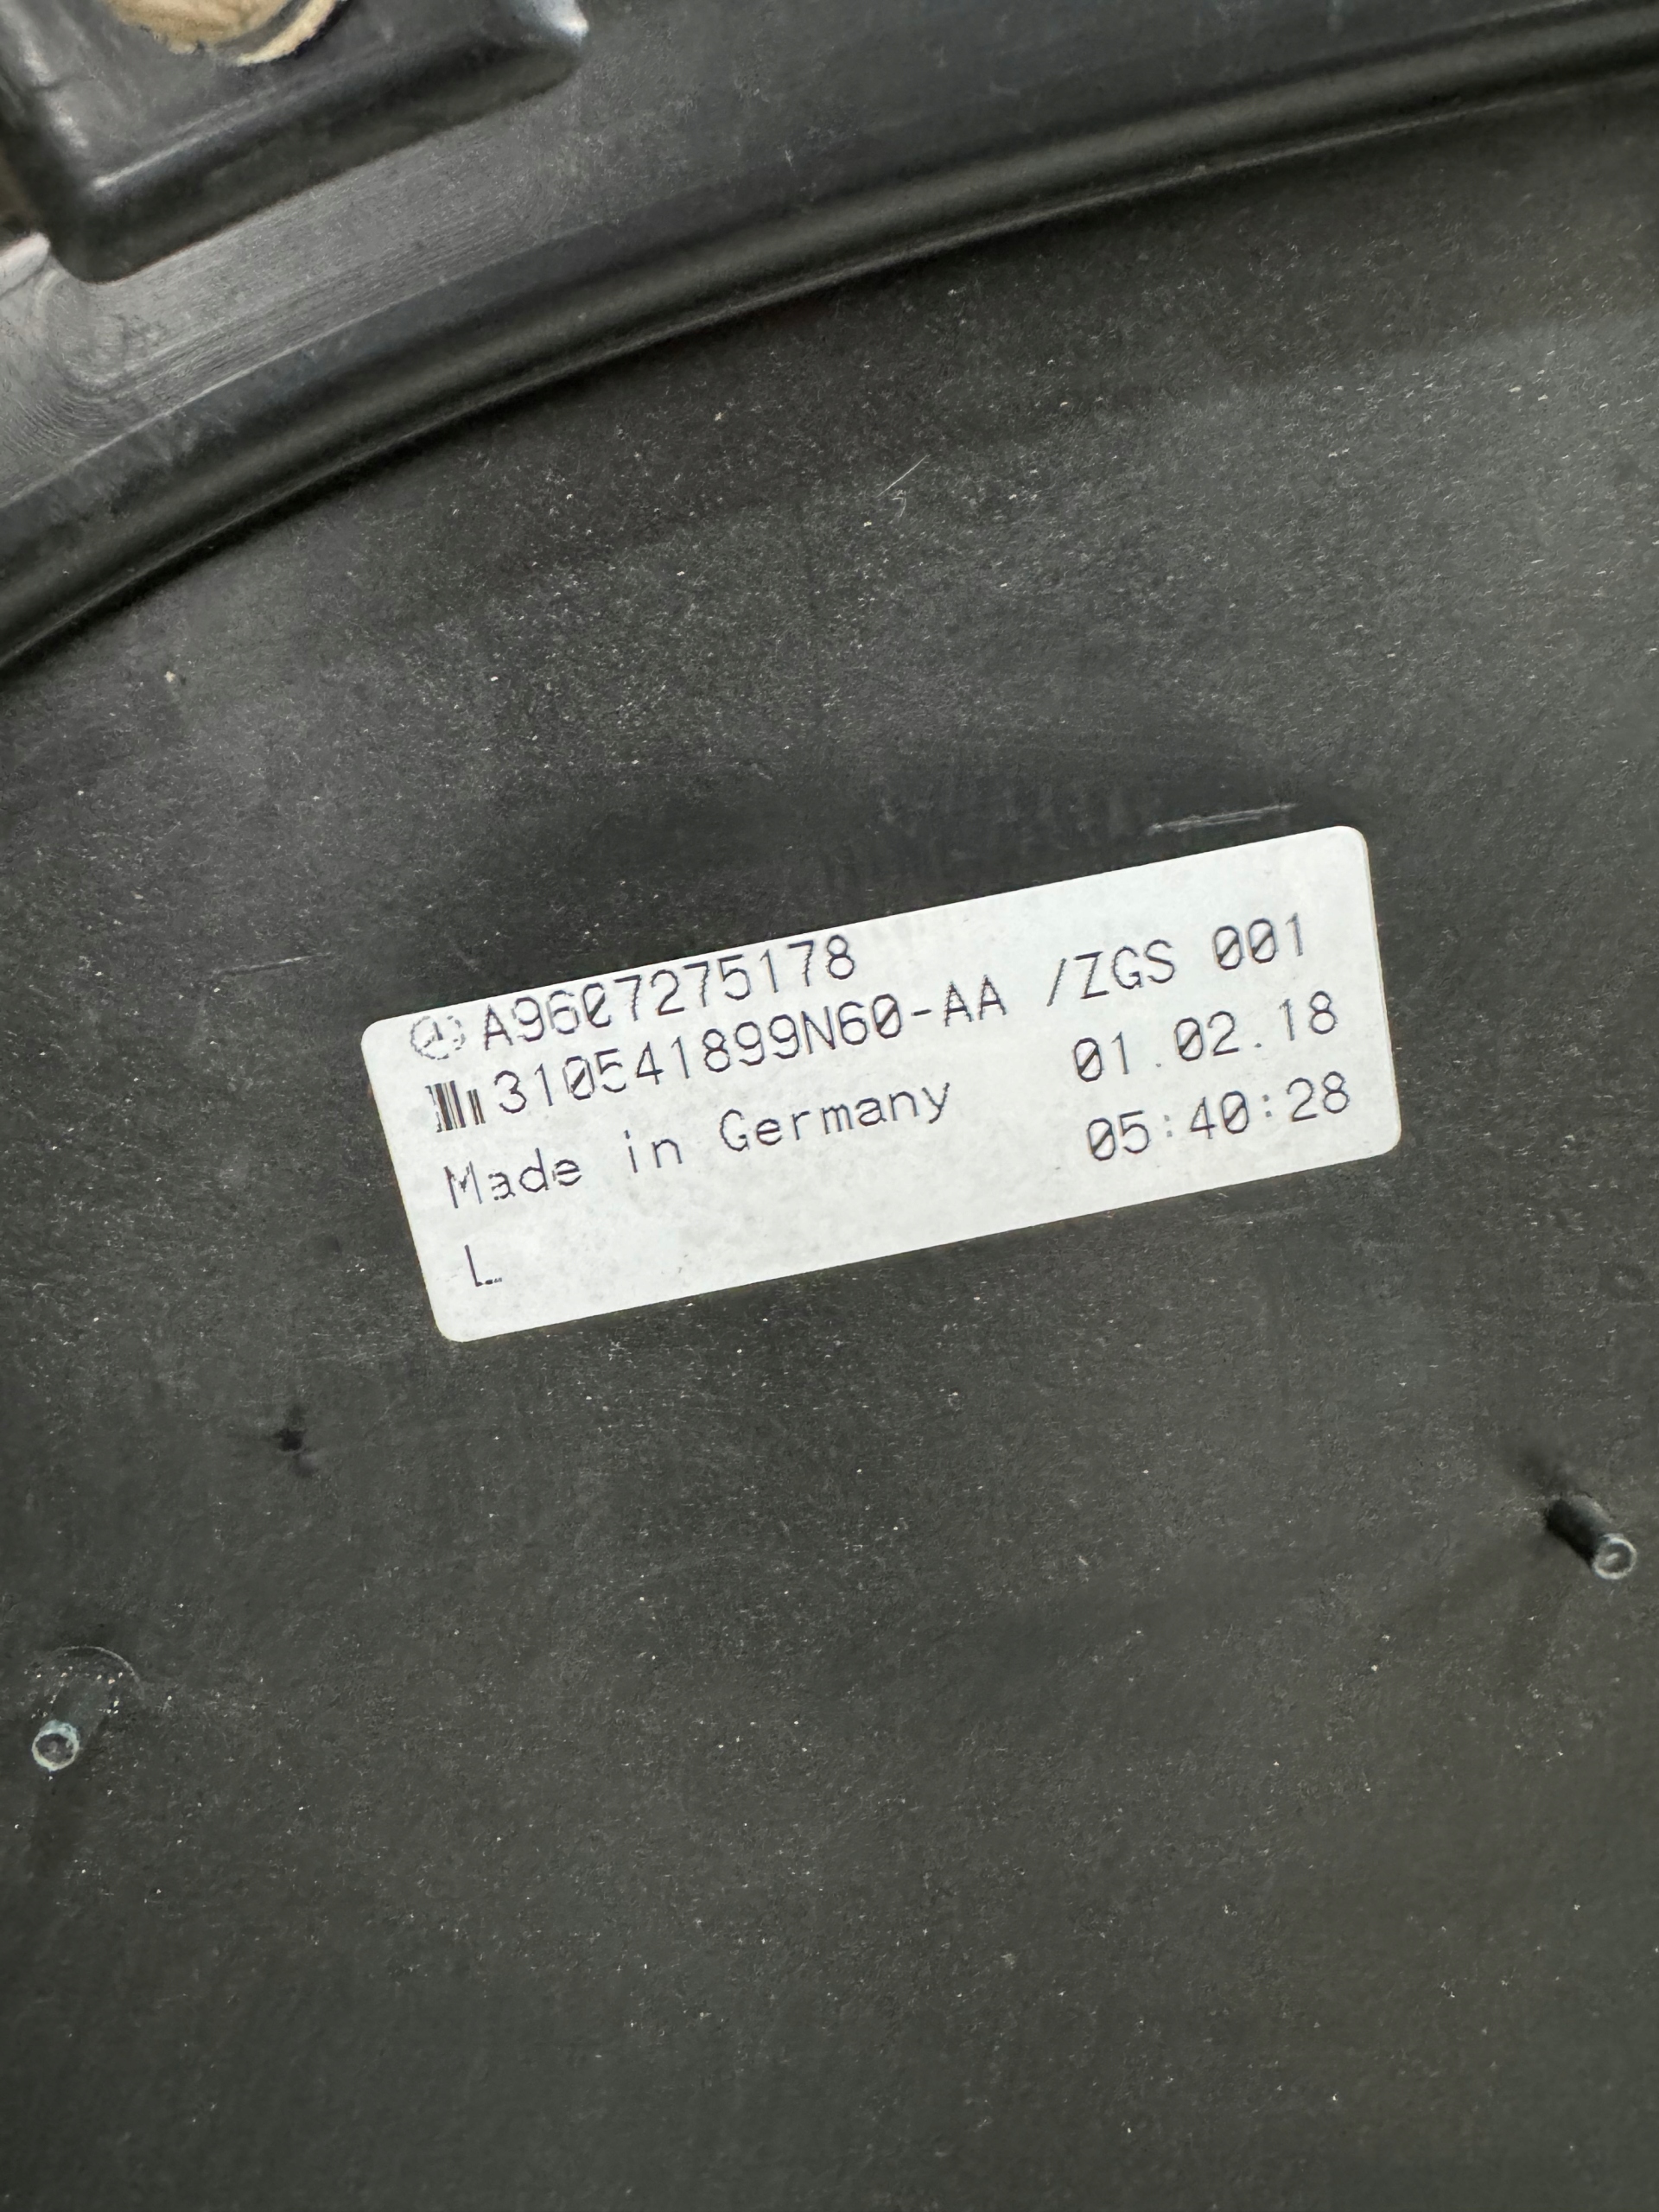 A9607275178
310541899N60-AA /ZGS 001
Made in Germany 01.02.18
05:40:28
L